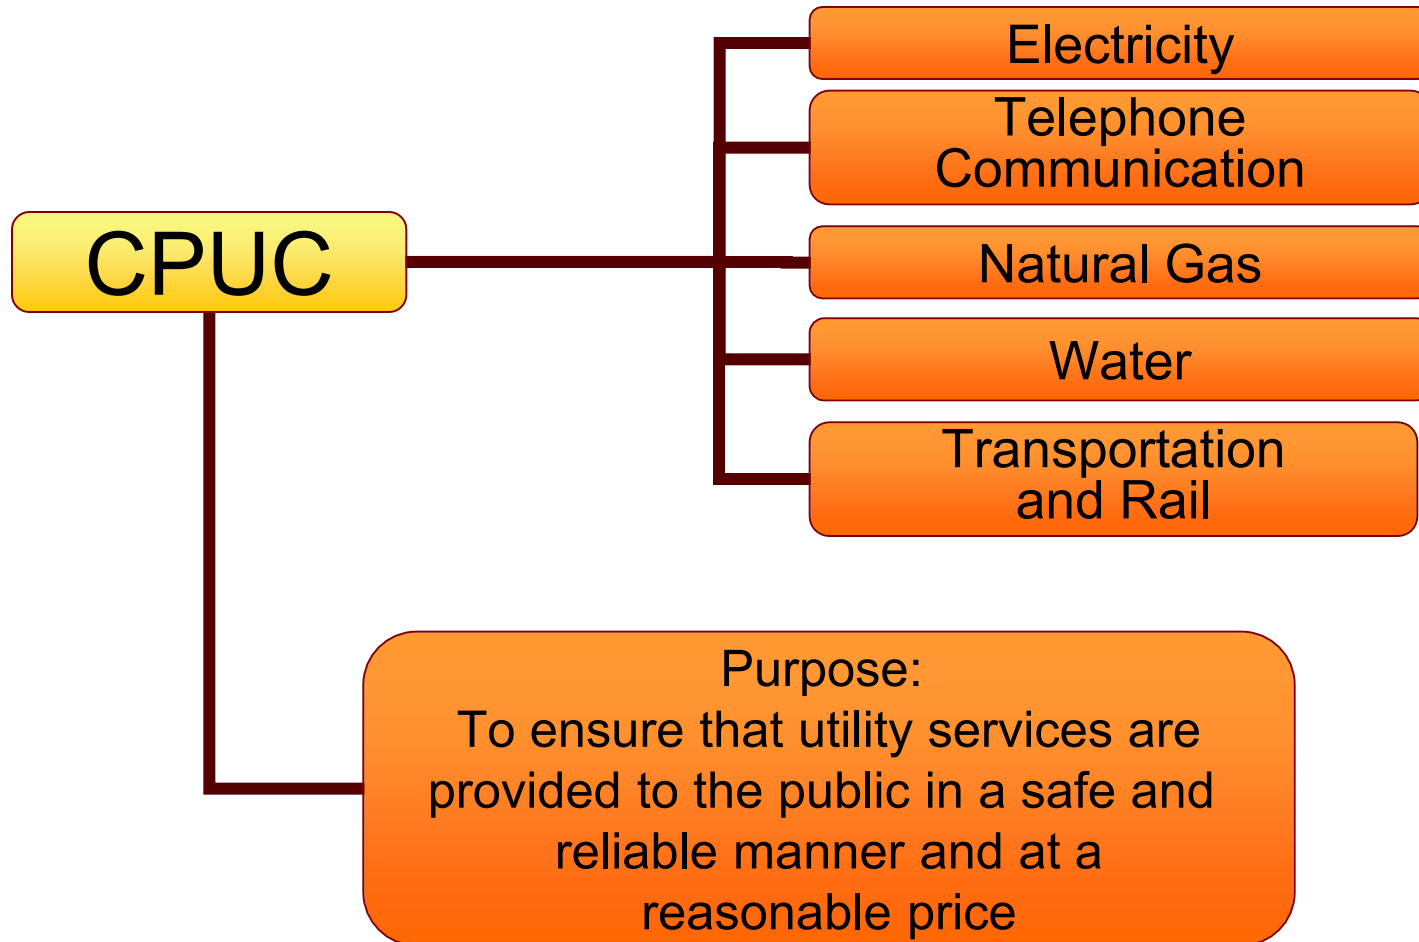 Electricity
Telephone
Communication
CPUC
Natural Gas
Water
Transportation
and Rail
Purpose:
To ensure that utility services are
provided to the public in a safe and
reliable manner and at a
reasonable price